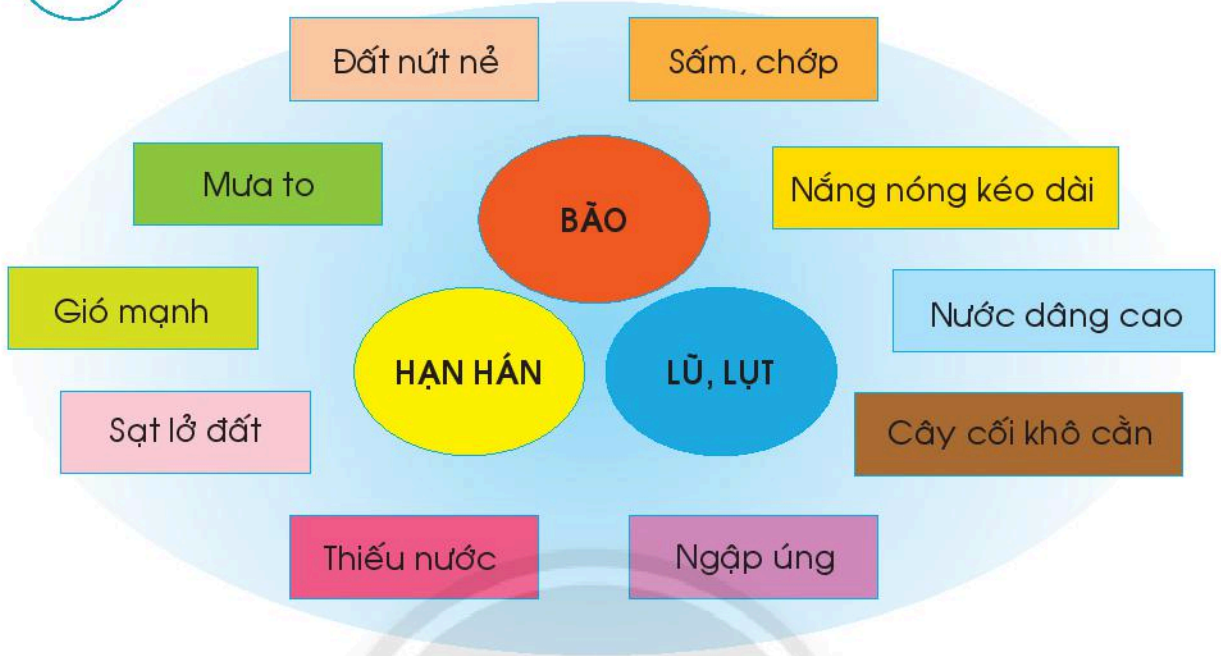 Đất nứt nẻ
Sấm, chớp
Mưa to
Nắng nóng kéo dài
BÃO
Gió mạnh
Nước dâng cao
HẠN HÁN
LŨ, LỤT
Sạt lở đất
Cây cối khô cằn
Thiếu nước
Ngập úng